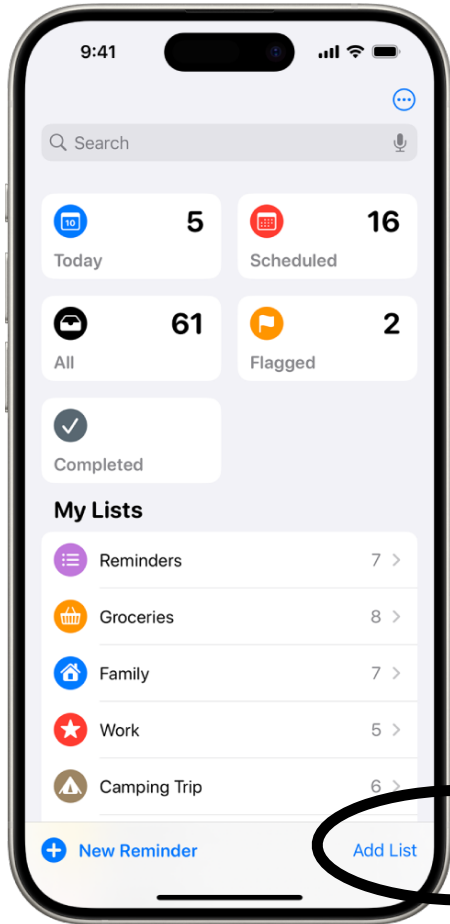 9:41
Search
10
5
16
Today
Scheduled
61
2
All
Flagged
Completed
My Lists
Reminders 7
Groceries 8
Family 7
Work 5
Camping Trip 6
New Reminder
Add List